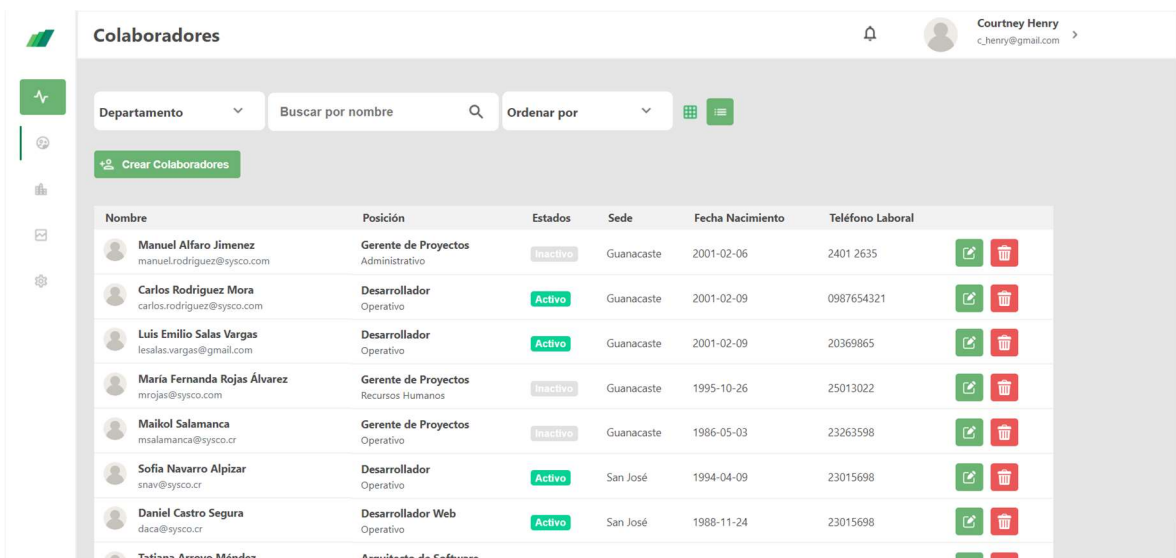 Colaboradores
Courtney Henry
c_henry@gmail.com
Departamento
Buscar por nombre
Ordenar por
Crear Colaboradores
Nombre Posición Estados Sede Fecha Nacimiento Teléfono Laboral
Manuel Alfaro Jimenez Gerente de Proyectos
manuel.rodriguez@sysco.com Administrativo Inactivo Guanacaste 2001-02-06 2401 2635
Carlos Rodriguez Mora Desarrollador
carlos.rodriguez@sysco.com Operativo Activo Guanacaste 2001-02-09 0987654321
Luis Emilio Salas Vargas Desarrollador
lesalas.vargas@gmail.com Operativo Activo Guanacaste 2001-02-09 20369865
María Fernanda Rojas Álvarez Gerente de Proyectos
mrojas@sysco.com Recursos Humanos Inactivo Guanacaste 1995-10-26 25013022
Maikol Salamanca Gerente de Proyectos
msalamanca@sysco.cr Operativo Inactivo Guanacaste 1986-05-03 23263598
Sofia Navarro Alpizar Desarrollador
snav@sysco.cr Operativo Activo San José 1994-04-09 23015698
Daniel Castro Segura Desarrollador Web
daca@sysco.cr Operativo Activo San José 1988-11-24 23015698
Tatiana Arroyo Méndez Arquitecto de Software